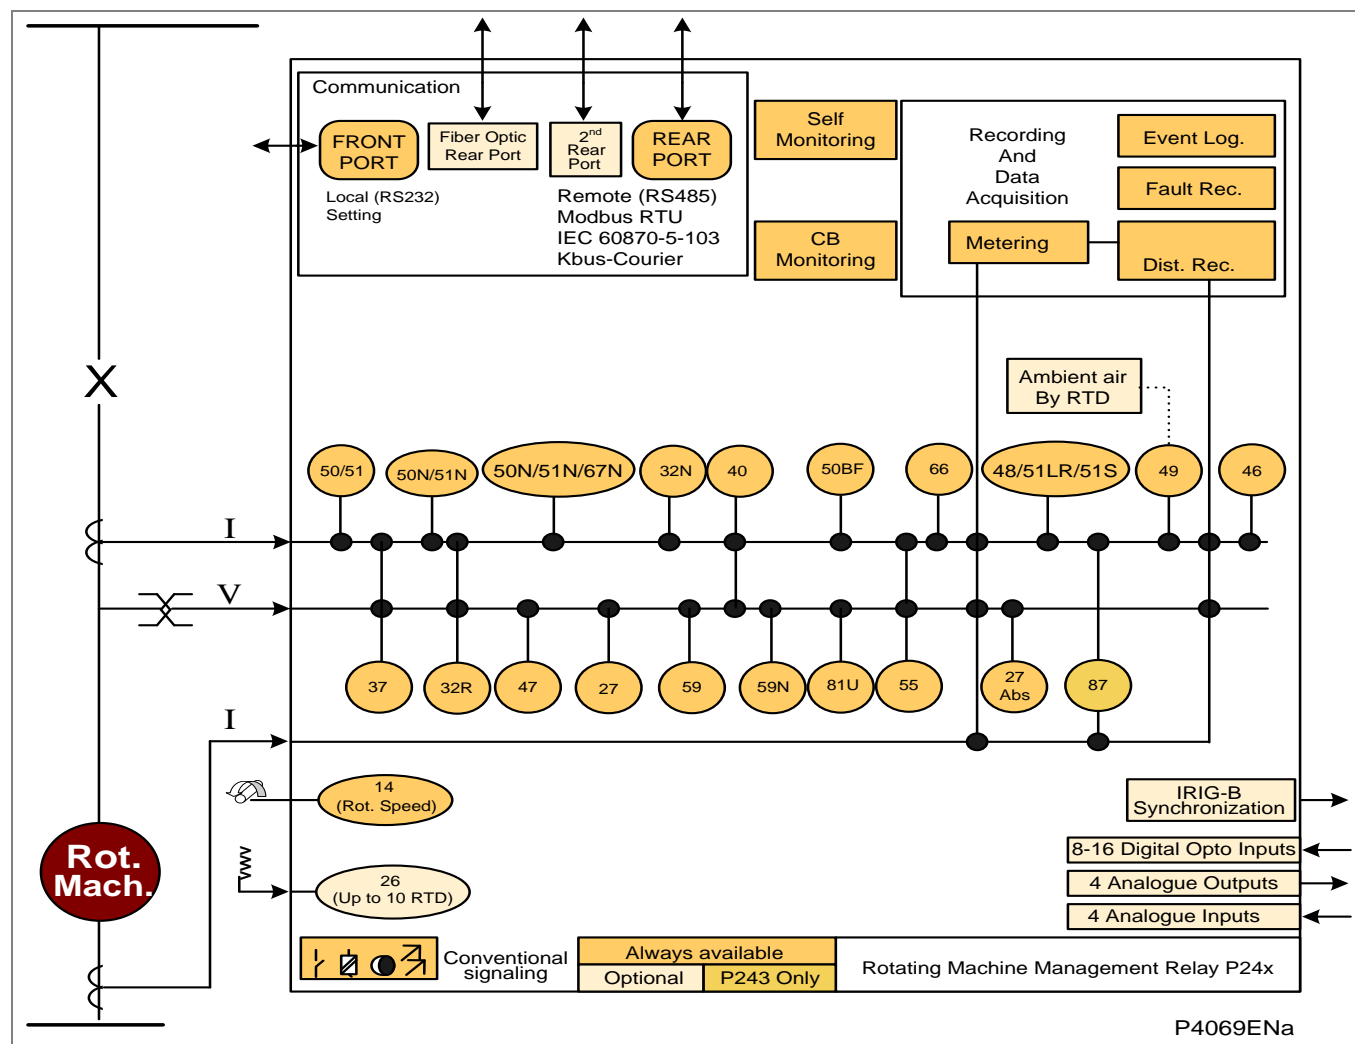 Communication
FRONT
PORT
Fiber Optic
Rear Port
2nd
Rear
Port
REAR
PORT
Local (RS232)
Setting
Remote (RS485)
Modbus RTU
IEC 60870-5-103
Kbus-Courier
Self
Monitoring
CB
Monitoring
Recording
And
Data
Acquisition
Event Log.
Fault Rec.
Metering
Dist. Rec.
Ambient air
By RTD
X
50/51
50N/51N
50N/51N/67N
32N
40
50BF
66
48/51LR/51S
49
46
I
V
37
32R
47
27
59
59N
81U
55
27
Abs
87
I
14
(Rot. Speed)
Rot.
Mach.
26
(Up to 10 RTD)
IRIG-B
Synchronization
8-16 Digital Opto Inputs
4 Analogue Outputs
4 Analogue Inputs
Conventional
signaling
Always available
Optional
P243 Only
Rotating Machine Management Relay P24x
P4069ENa